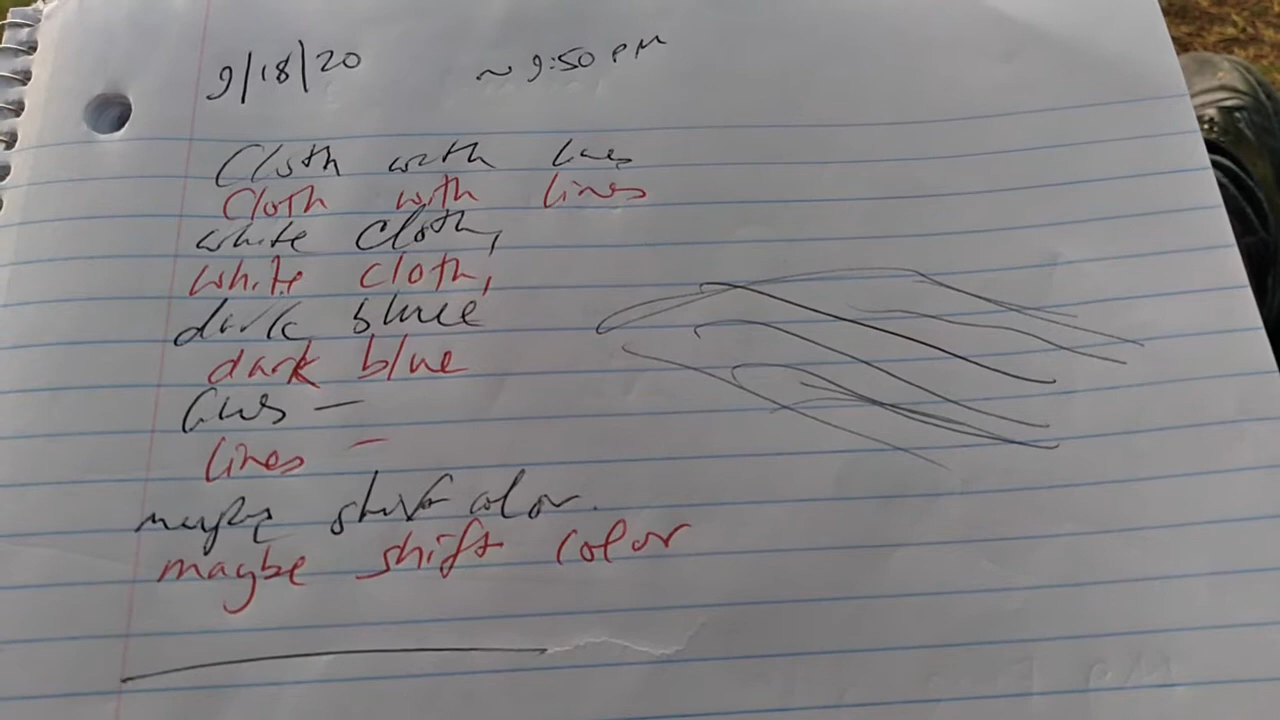 9/18/20 ~ 9:50 PM
Cloth with lines
Cloth with lines
white cloth,
white cloth,
dark bluee
dark blue
lines —
lines —
maybe shift color.
maybe shift color